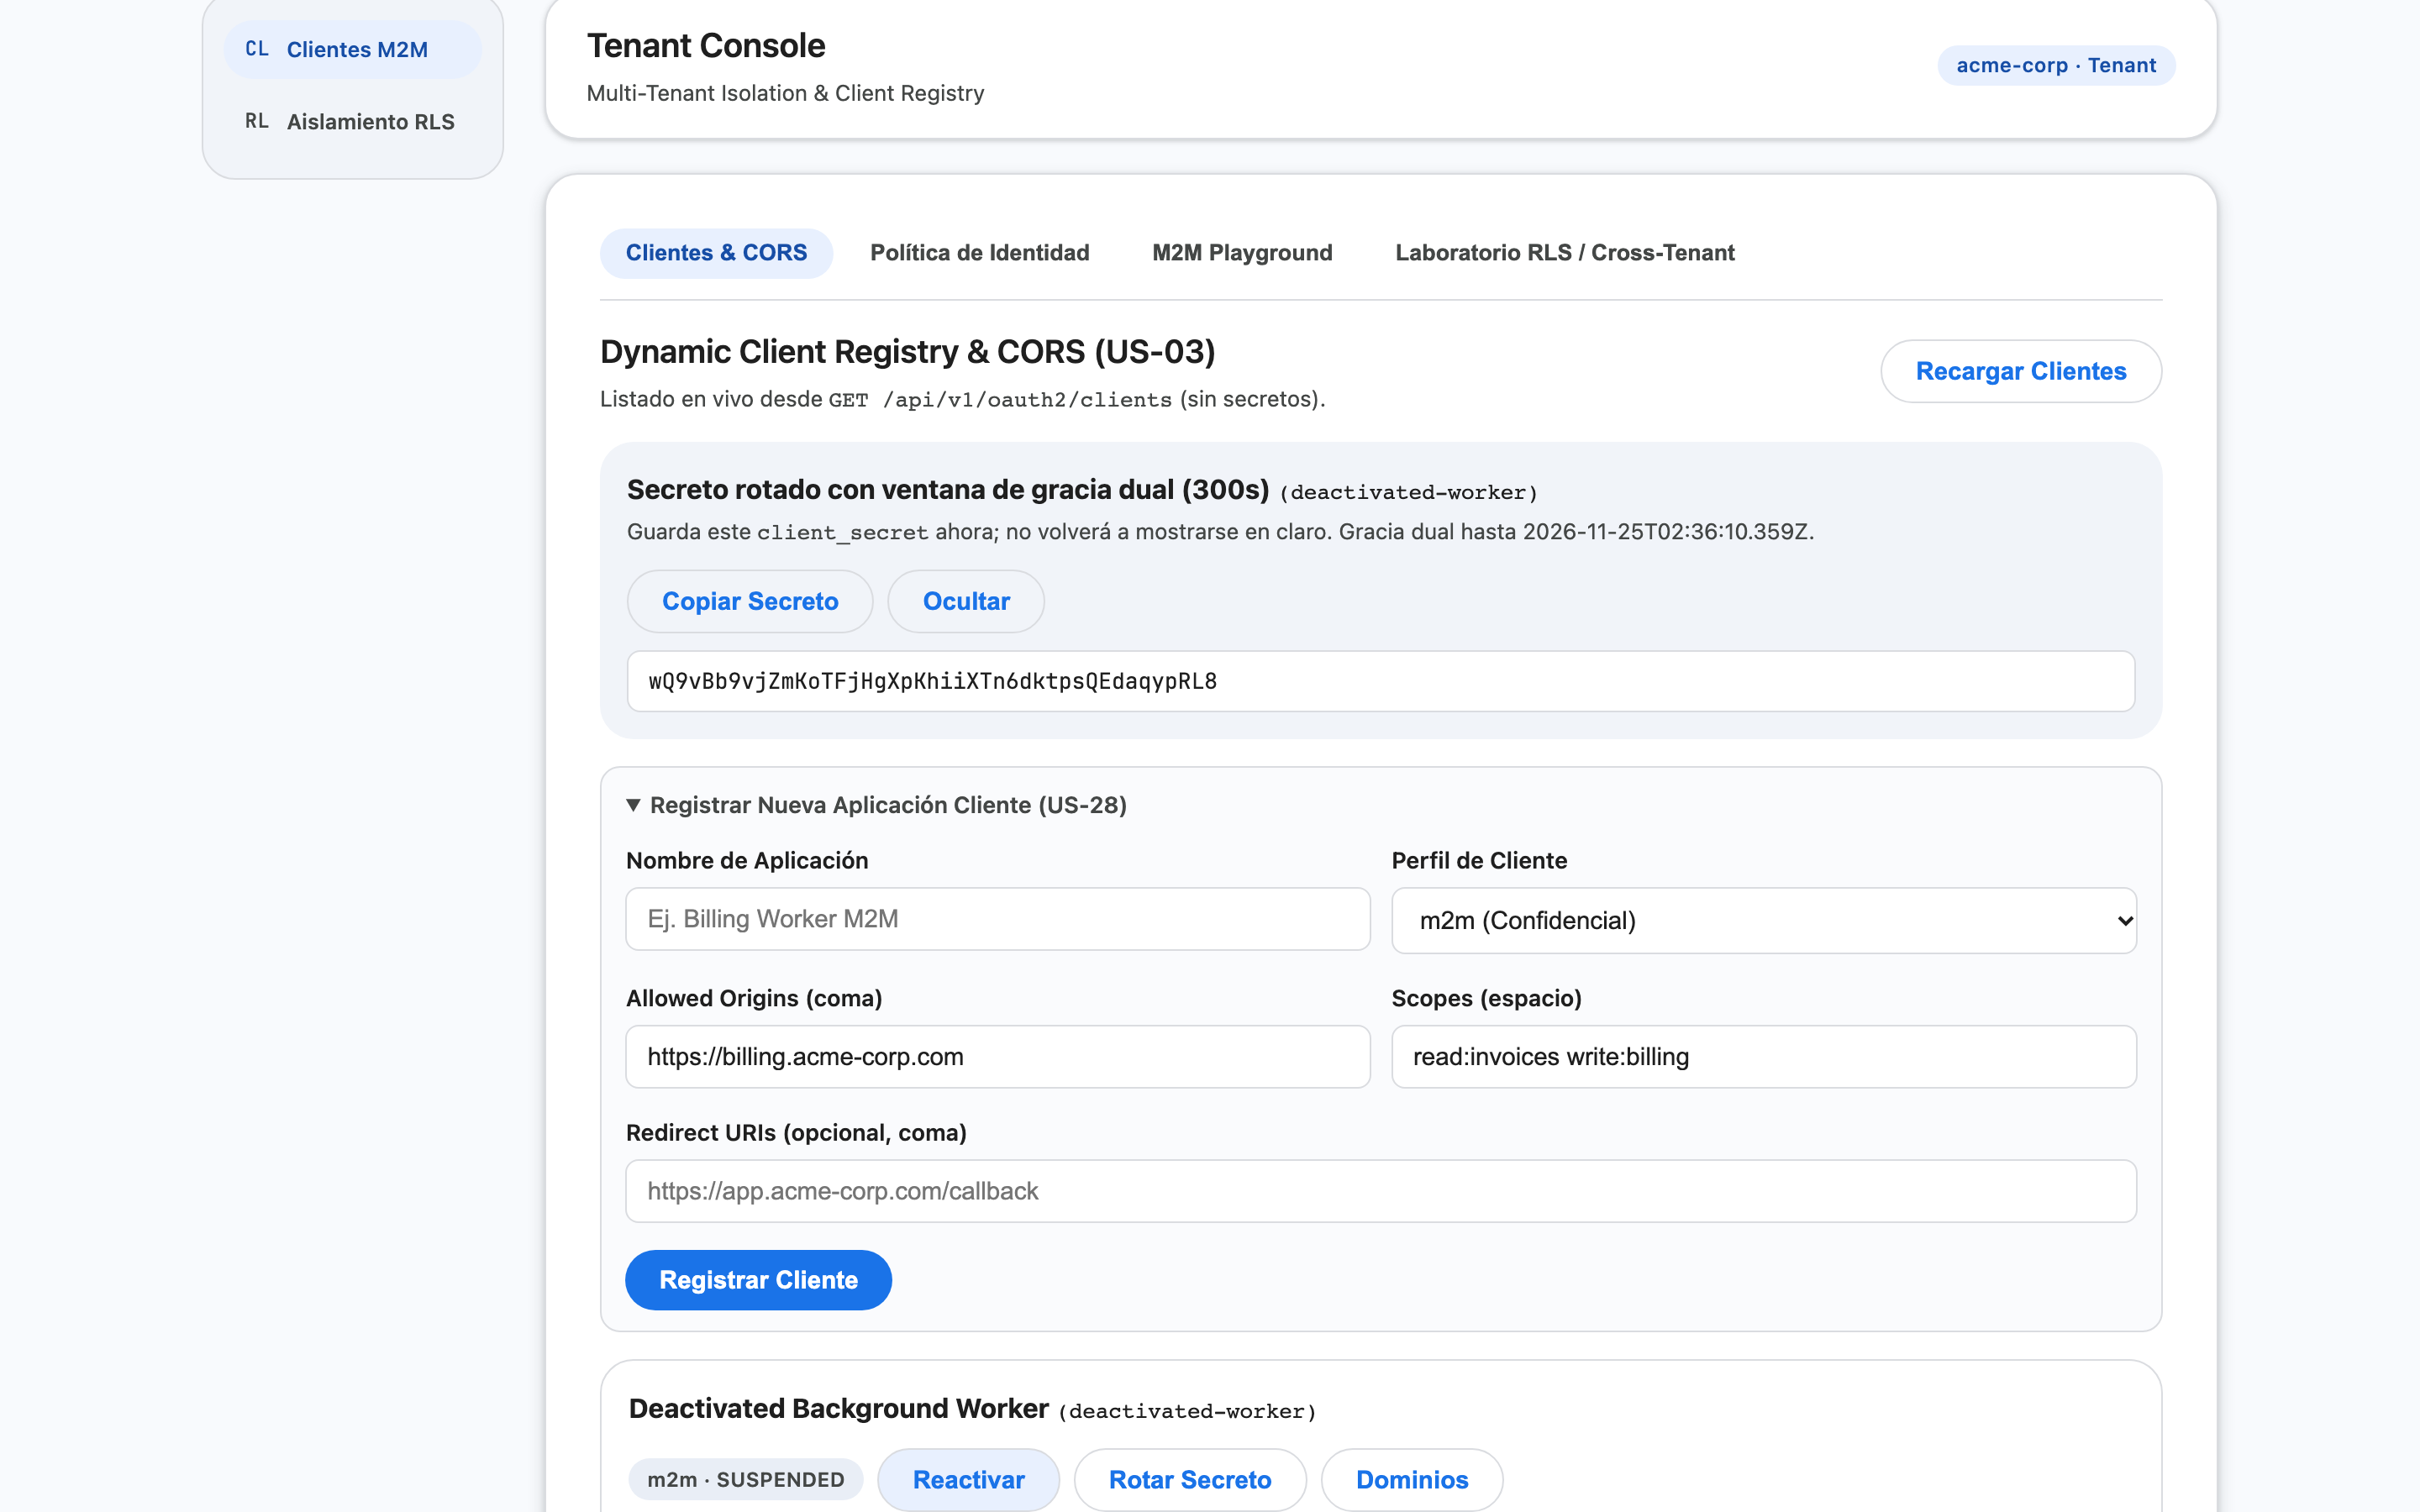 CL Clientes M2M
RL Aislamiento RLS
Tenant Console
Multi-Tenant Isolation & Client Registry
acme-corp · Tenant
Clientes & CORS Política de Identidad M2M Playground Laboratorio RLS / Cross-Tenant
Dynamic Client Registry & CORS (US-03)
Listado en vivo desde GET /api/v1/oauth2/clients (sin secretos).
Recargar Clientes
Secreto rotado con ventana de gracia dual (300s) (deactivated-worker)
Guarda este client_secret ahora; no volverá a mostrarse en claro. Gracia dual hasta 2026-11-25T02:36:10.359Z.
Copiar Secreto Ocultar
wQ9vBb9vjZmKoTFjHgXpKhiiXTn6dktpsQEdaqypRL8
▼ Registrar Nueva Aplicación Cliente (US-28)
Nombre de Aplicación
Ej. Billing Worker M2M
Perfil de Cliente
m2m (Confidencial)
Allowed Origins (coma)
https://billing.acme-corp.com
Scopes (espacio)
read:invoices write:billing
Redirect URIs (opcional, coma)
https://app.acme-corp.com/callback
Registrar Cliente
Deactivated Background Worker (deactivated-worker)
m2m · SUSPENDED Reactivar Rotar Secreto Dominios